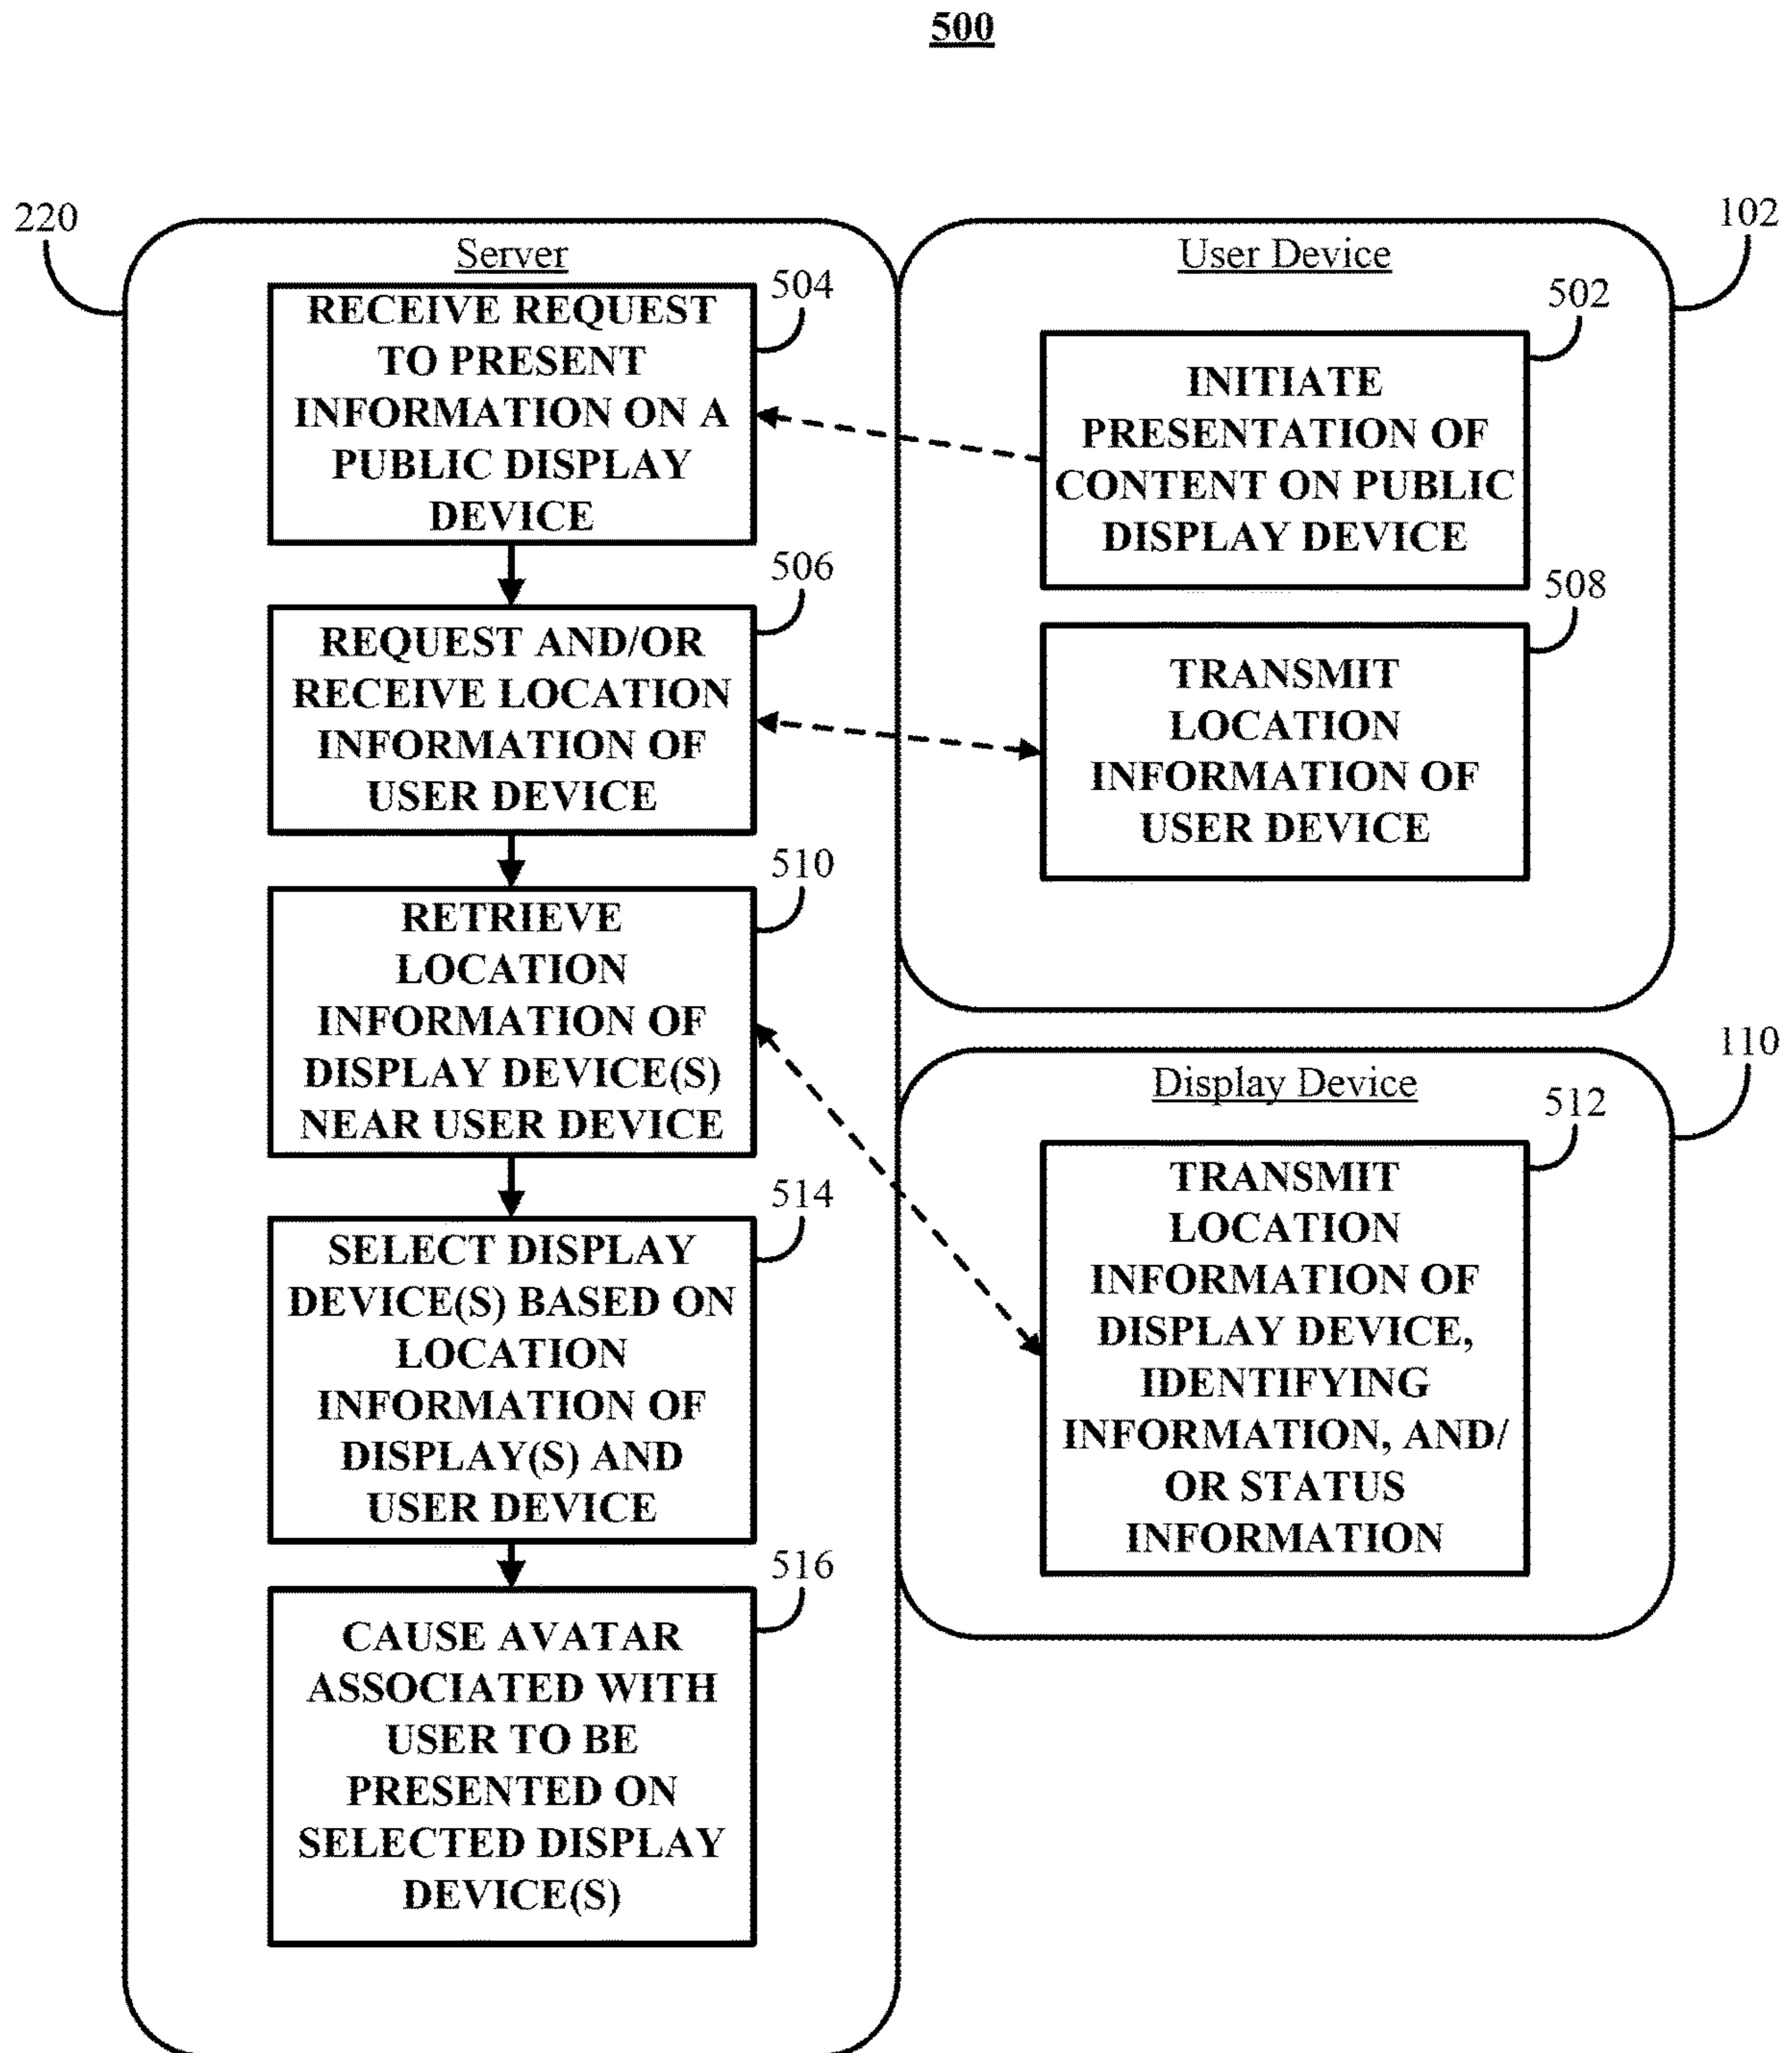 500
220
Server
504
RECEIVE REQUEST
TO PRESENT
INFORMATION ON A
PUBLIC DISPLAY
DEVICE
506
REQUEST AND/OR
RECEIVE LOCATION
INFORMATION OF
USER DEVICE
510
RETRIEVE
LOCATION
INFORMATION OF
DISPLAY DEVICE(S)
NEAR USER DEVICE
514
SELECT DISPLAY
DEVICE(S) BASED ON
LOCATION
INFORMATION OF
DISPLAY(S) AND
USER DEVICE
516
CAUSE AVATAR
ASSOCIATED WITH
USER TO BE
PRESENTED ON
SELECTED DISPLAY
DEVICE(S)
102
User Device
502
INITIATE
PRESENTATION OF
CONTENT ON PUBLIC
DISPLAY DEVICE
508
TRANSMIT
LOCATION
INFORMATION OF
USER DEVICE
110
Display Device
512
TRANSMIT
LOCATION
INFORMATION OF
DISPLAY DEVICE,
IDENTIFYING
INFORMATION, AND/
OR STATUS
INFORMATION